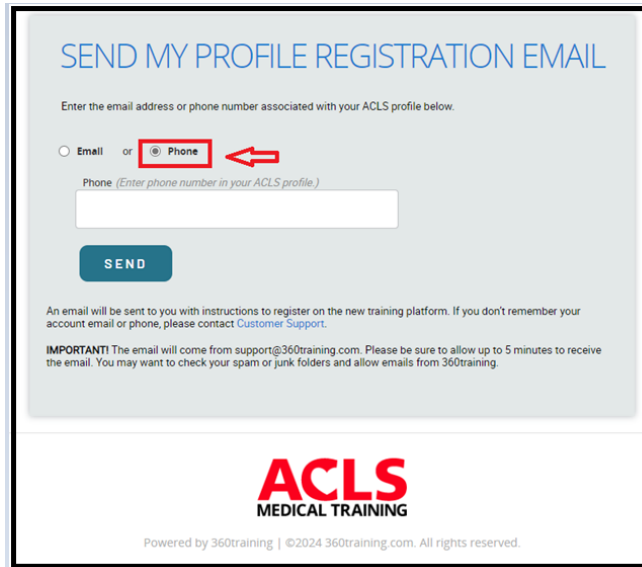 SEND MY PROFILE REGISTRATION EMAIL
Enter the email address or phone number associated with your ACLS profile below.
Email or Phone
Phone (Enter phone number in your ACLS profile.)
SEND
An email will be sent to you with instructions to register on the new training platform. If you don't remember your
account email or phone, please contact Customer Support.
IMPORTANT! The email will come from support@360training.com. Please be sure to allow up to 5 minutes to receive
the email. You may want to check your spam or junk folders and allow emails from 360training.
ACLS
MEDICAL TRAINING
Powered by 360training | ©2024 360training.com. All rights reserved.